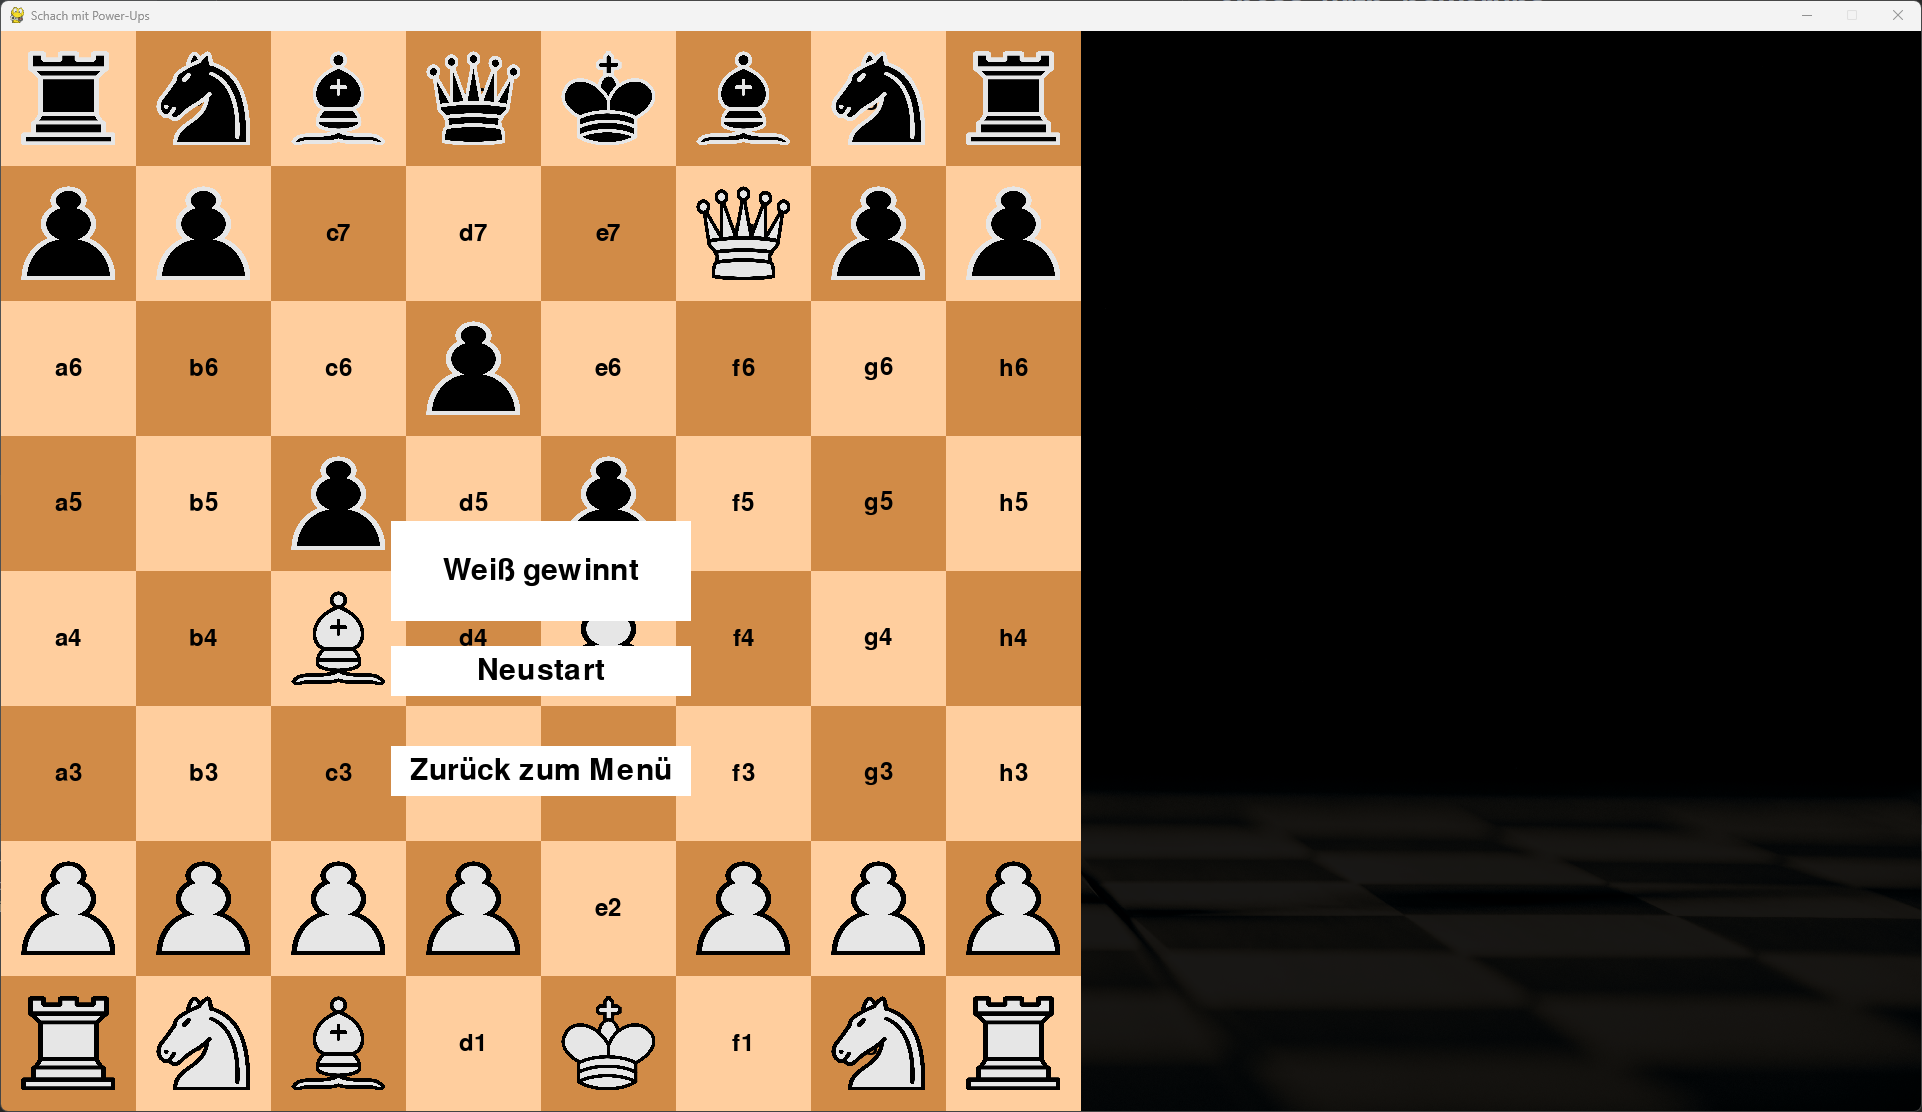 Schach mit Power-Ups
c7 d7 e7
a6 b6 c6 e6 f6 g6 h6
a5 b5 d5 f5 g5 h5
Weiß gewinnt
a4 b4 d4 f4 g4 h4
Neustart
a3 b3 c3 Zurück zum Menü f3 g3 h3
e2
d1 f1